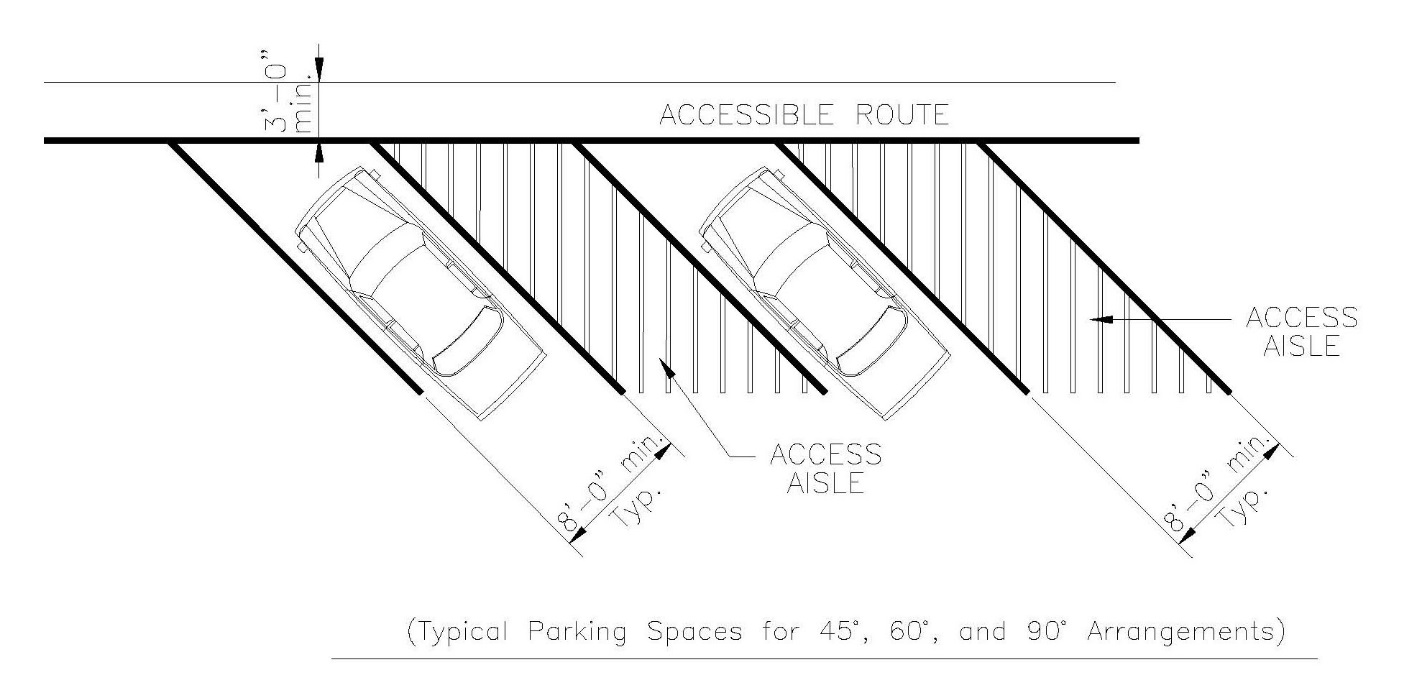 3'-0"
min.
ACCESSIBLE ROUTE
ACCESS
AISLE
ACCESS
AISLE
8'-0" min.
Typ.
8'-0" min.
Typ.
(Typical Parking Spaces for 45°, 60°, and 90° Arrangements)